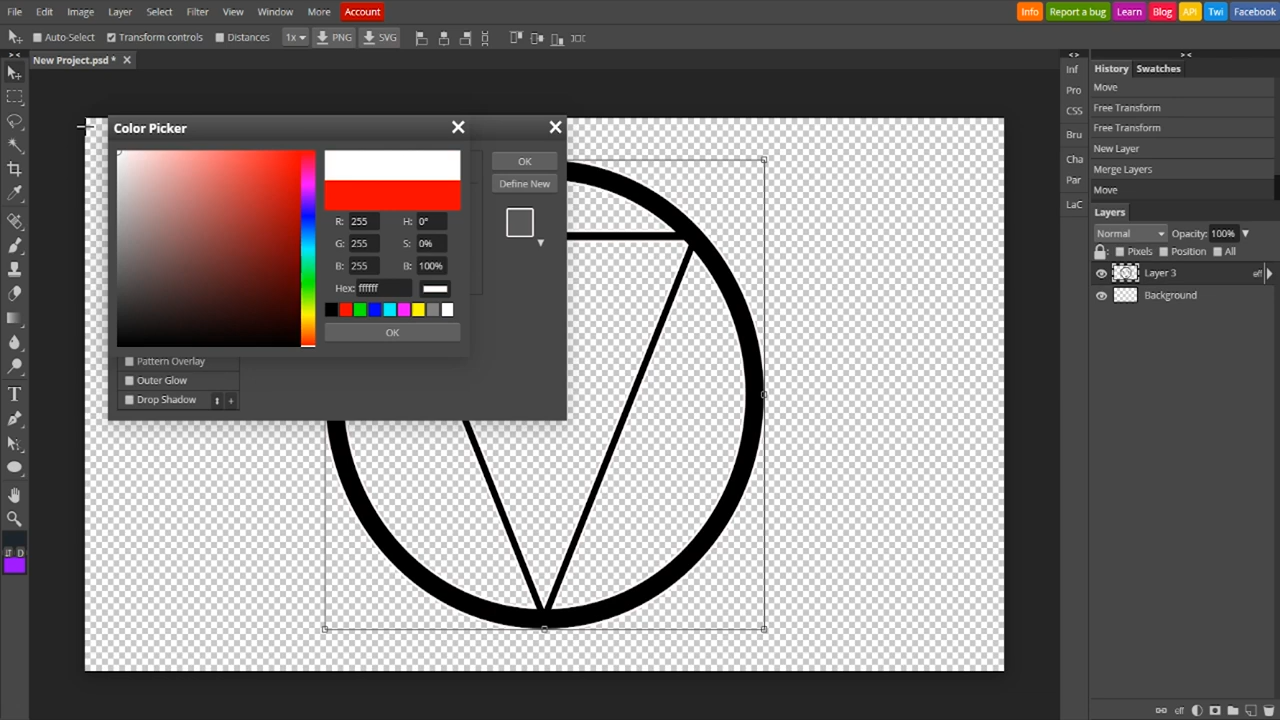 File Edit Image Layer Select Filter View Window More Account Info Report a bug Learn Blog API Twi Facebook
Auto-Select Transform controls Distances 1x PNG SVG
New Project.psd *
Inf
Pro
CSS
Bru
Cha
Par
LaC
History Swatches
Move
Free Transform
Free Transform
New Layer
Merge Layers
Move
Layers
Normal Opacity: 100%
Pixels Position All
Layer 3 eff
Background
eff
Color Picker
R: 255 H: 0°
G: 255 S: 0%
B: 255 B: 100%
Hex: ffffff
OK
OK
Define New
Pattern Overlay
Outer Glow
Drop Shadow +
T
D